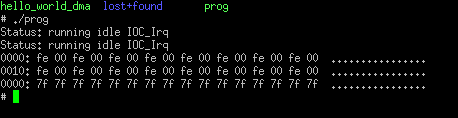 hello_world_dma  lost+found       prog
# ./prog
Status: running idle IOC_Irq
Status: running idle IOC_Irq
0000: fe 00 fe 00 fe 00 fe 00 fe 00 fe 00 fe 00 fe 00  ................
0010: fe 00 fe 00 fe 00 fe 00 fe 00 fe 00 fe 00 fe 00  ................
0000: 7f 7f 7f 7f 7f 7f 7f 7f 7f 7f 7f 7f 7f 7f 7f 7f  ................
#